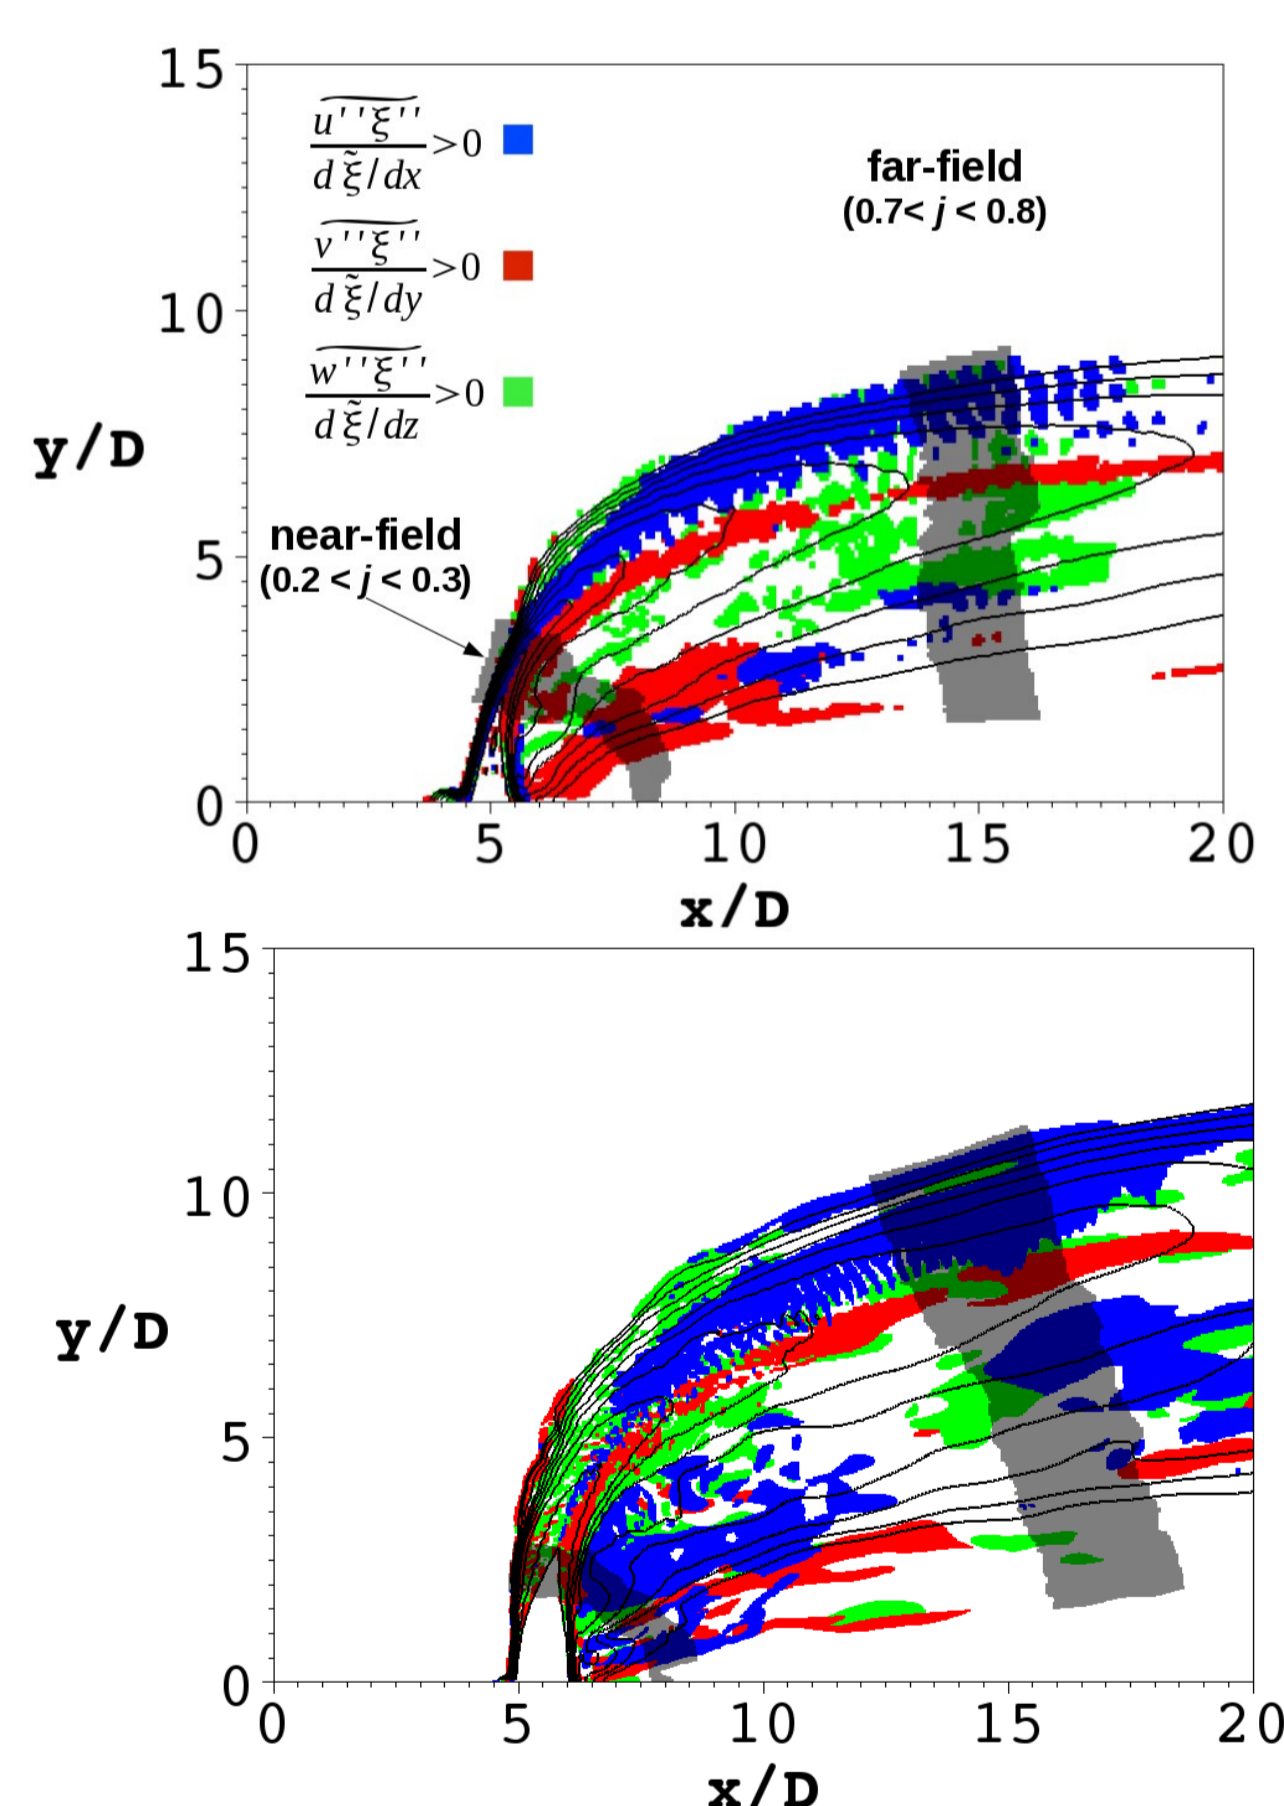 15
u''ξ''
d ξ̃/dx >0
far-field
(0.7< j < 0.8)
v''ξ''
d ξ̃/dy >0
10
w''ξ''
d ξ̃/dz >0
y/D
near-field
(0.2 < j < 0.3)
5
0
0 5 10 15 20
x/D
15
10
y/D
5
0
0 5 10 15 20
x/D